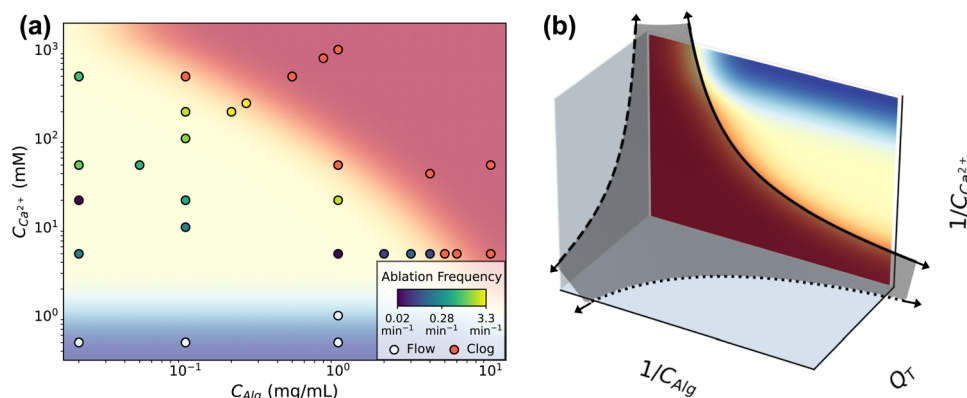 (a)
10³
10²
10¹
10⁰
C_Ca²⁺ (mM)
10⁻¹
10⁰
10¹
C_Alg (mg/mL)
Ablation Frequency
0.02 0.28 3.3
min⁻¹ min⁻¹ min⁻¹
Flow Clog
(b)
1/C_Ca²⁺
1/C_Alg
Q_T